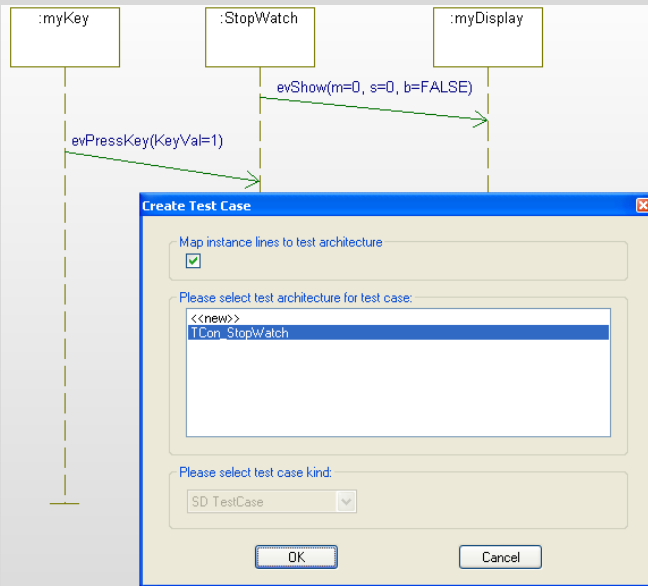 :myKey
:StopWatch
:myDisplay
evShow(m=0, s=0, b=FALSE)
evPressKey(KeyVal=1)
Create Test Case
Map instance lines to test architecture
Please select test architecture for test case:
<<new>>
TCon_StopWatch
Please select test case kind:
SD TestCase
OK
Cancel